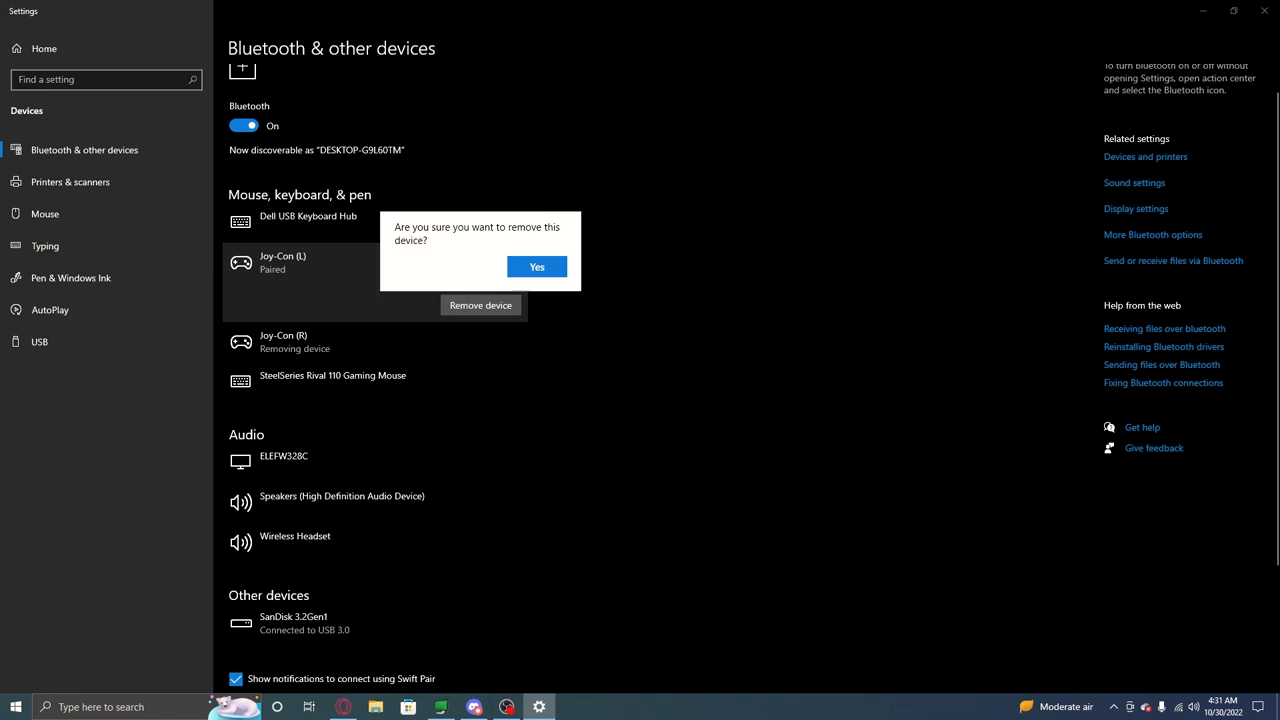 Settings
Home
Find a setting
Devices
Bluetooth & other devices
Printers & scanners
Mouse
Typing
Pen & Windows Ink
AutoPlay
USB
Bluetooth & other devices
Bluetooth
On
Now discoverable as “DESKTOP-G9L60TM”
Mouse, keyboard, & pen
Dell USB Keyboard Hub
Joy-Con (L)
Paired
Are you sure you want to remove this
device?
Yes
Remove device
Joy-Con (R)
Removing device
SteelSeries Rival 110 Gaming Mouse
Audio
ELEFW328C
Speakers (High Definition Audio Device)
Wireless Headset
Other devices
SanDisk 3.2Gen1
Connected to USB 3.0
Show notifications to connect using Swift Pair
To turn Bluetooth on or off without
opening Settings, open action center
and select the Bluetooth icon.
Related settings
Devices and printers
Sound settings
Display settings
More Bluetooth options
Send or receive files via Bluetooth
Help from the web
Receiving files over bluetooth
Reinstalling Bluetooth drivers
Sending files over Bluetooth
Fixing Bluetooth connections
Get help
Give feedback
Type here to search
Moderate air
4:31 AM
10/30/2022